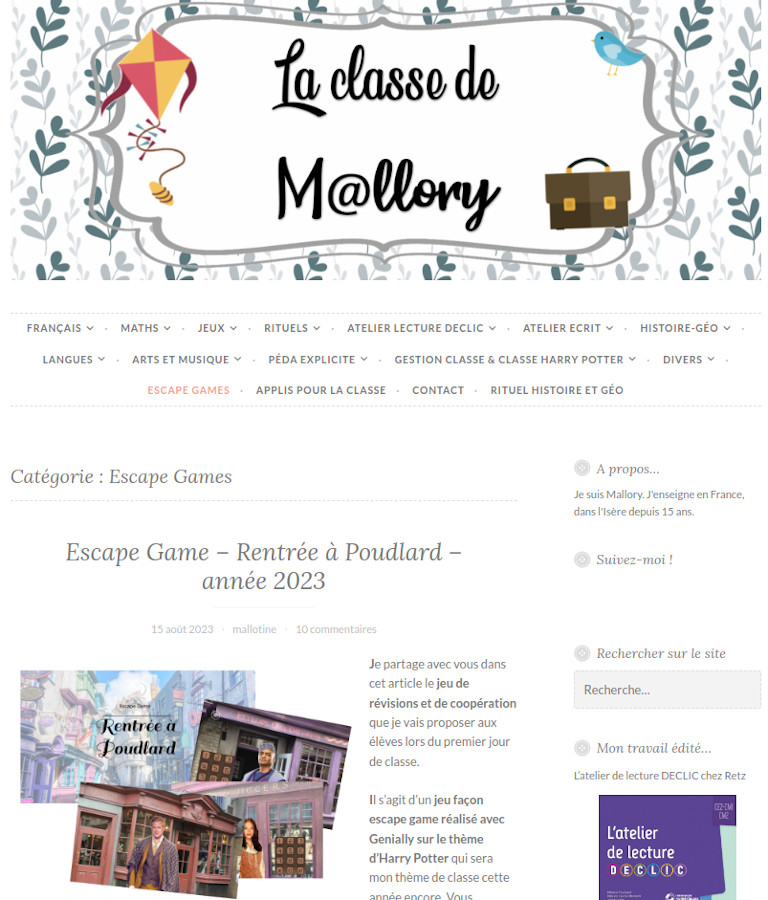 La classe de
M@llory
FRANÇAIS · MATHS · JEUX · RITUELS · ATELIER LECTURE DECLIC · ATELIER ECRIT · HISTOIRE-GÉO ·
LANGUES · ARTS ET MUSIQUE · PÉDA EXPLICITE · GESTION CLASSE & CLASSE HARRY POTTER · DIVERS ·
ESCAPE GAMES · APPLIS POUR LA CLASSE · CONTACT · RITUEL HISTOIRE ET GÉO
Catégorie : Escape Games
Escape Game – Rentrée à Poudlard –
année 2023
15 août 2023 · mallotine · 10 commentaires
Escape Game
Rentrée à
Poudlard
Je partage avec vous dans
cet article le jeu de
révisions et de coopération
que je vais proposer aux
élèves lors du premier jour
de classe.
Il s'agit d'un jeu façon
escape game réalisé avec
Genially sur le thème
d'Harry Potter qui sera
mon thème de classe cette
année encore. Vous
A propos...
Je suis Mallory. J'enseigne en France,
dans l'Isère depuis 15 ans.
Suivez-moi !
Rechercher sur le site
Recherche...
Mon travail édité...
L'atelier de lecture DECLIC chez Retz
CE2-CM1
CM2
L'atelier
de lecture
DECLIC